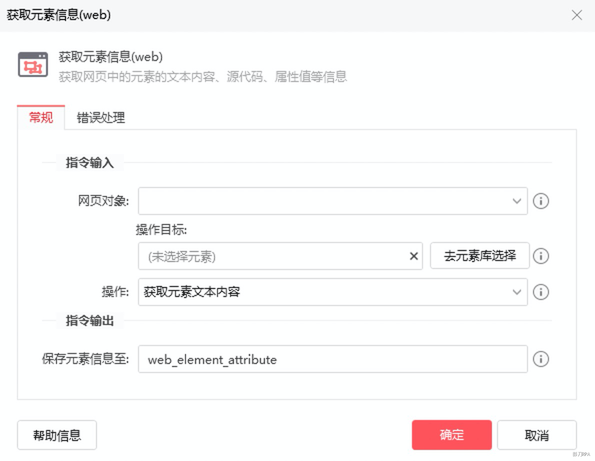 获取元素信息(web)
获取元素信息(web)
获取网页中的元素的文本内容、源代码、属性值等信息
常规 错误处理
指令输入
网页对象:
操作目标:
(未选择元素) 去元素库选择
操作: 获取元素文本内容
指令输出
保存元素信息至: web_element_attribute
帮助信息 确定 取消